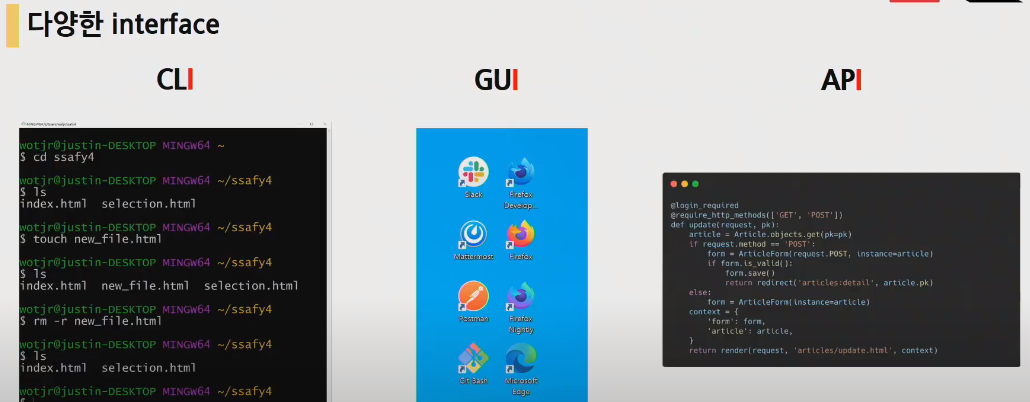 다양한 interface
CLI
GUI
API
wotjr@justin-DESKTOP MINGW64 ~
$ cd ssafy4
wotjr@justin-DESKTOP MINGW64 ~/ssafy4
$ ls
index.html  selection.html
wotjr@justin-DESKTOP MINGW64 ~/ssafy4
$ touch new_file.html
wotjr@justin-DESKTOP MINGW64 ~/ssafy4
$ ls
index.html  new_file.html  selection.html
wotjr@justin-DESKTOP MINGW64 ~/ssafy4
$ rm -r new_file.html
wotjr@justin-DESKTOP MINGW64 ~/ssafy4
$ ls
index.html  selection.html
wotjr@justin-DESKTOP MINGW64 ~/ssafy4
$
Slack
Firefox
Develop...
Mattermost
Firefox
Postman
Firefox
Nightly
Git Bash
Microsoft
Edge
@login_required
@require_http_methods(['GET', 'POST'])
def update(request, pk):
    article = Article.objects.get(pk=pk)
    if request.method == 'POST':
        form = ArticleForm(request.POST, instance=article)
        if form.is_valid():
            form.save()
            return redirect('articles:detail', article.pk)
    else:
        form = ArticleForm(instance=article)
    context = {
        'form': form,
        'article': article,
    }
    return render(request, 'articles/update.html', context)